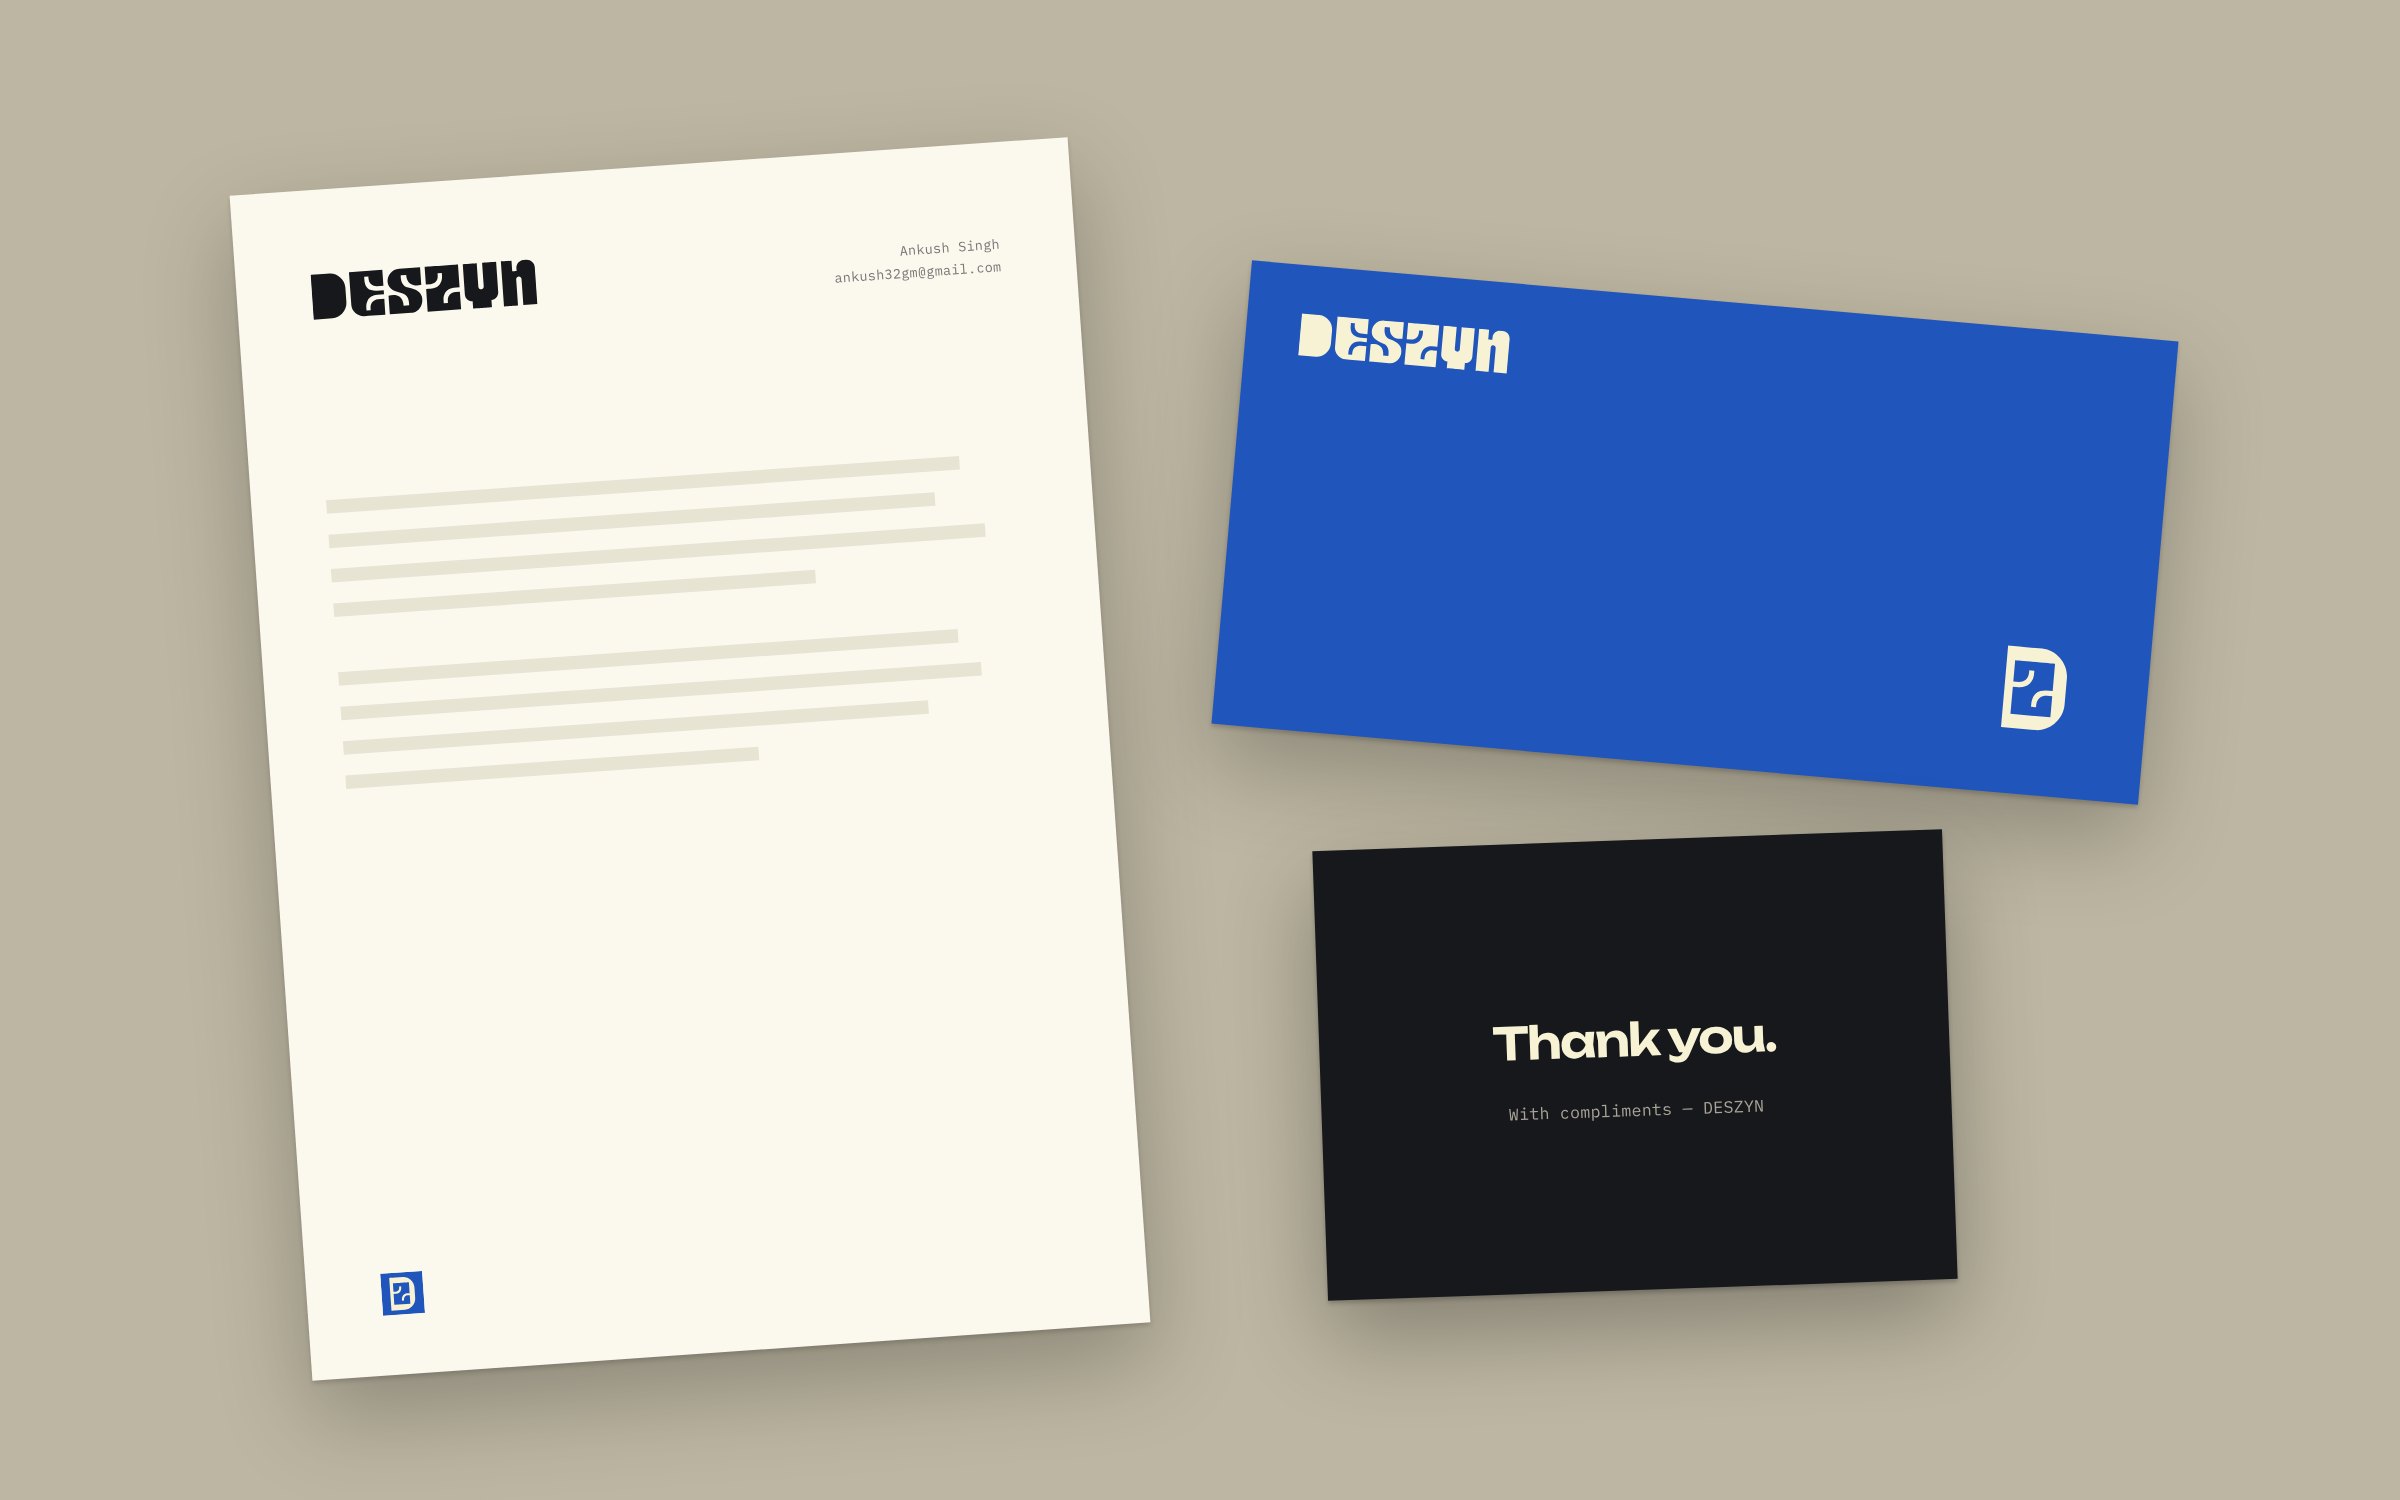 DESZYN
Ankush Singh
ankush32gm@gmail.com
DESZYN
D
Thank you.
With compliments — DESZYN
D